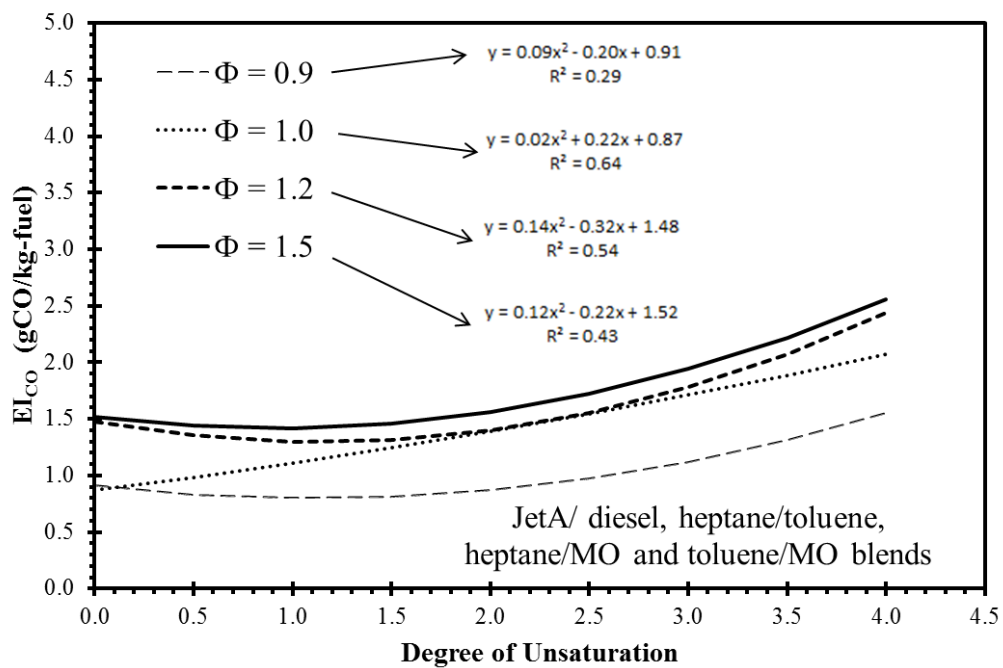 5.0
4.5
4.0
3.5
3.0
2.5
2.0
1.5
1.0
0.5
0.0
EI_CO (gCO/kg-fuel)
Φ = 0.9
y = 0.09x² - 0.20x + 0.91
R² = 0.29
Φ = 1.0
y = 0.02x² + 0.22x + 0.87
R² = 0.64
Φ = 1.2
y = 0.14x² - 0.32x + 1.48
R² = 0.54
Φ = 1.5
y = 0.12x² - 0.22x + 1.52
R² = 0.43
JetA/ diesel, heptane/toluene,
heptane/MO and toluene/MO blends
0.0 0.5 1.0 1.5 2.0 2.5 3.0 3.5 4.0 4.5
Degree of Unsaturation